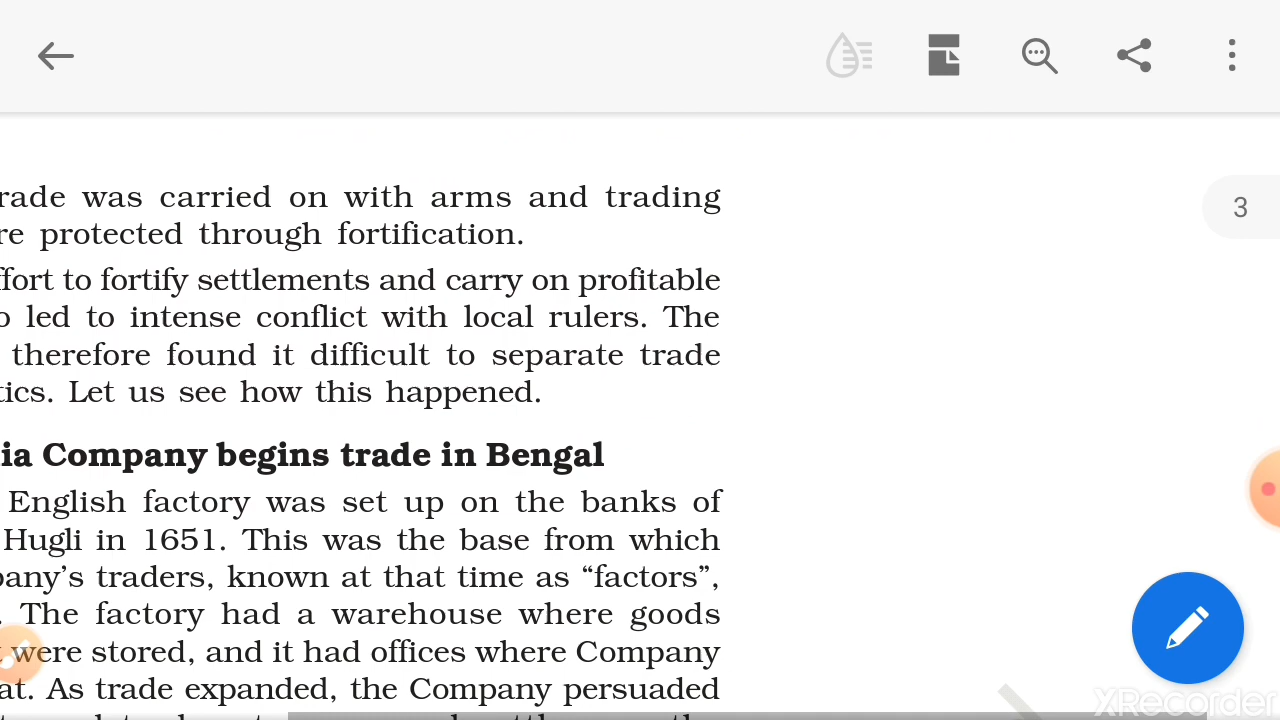 3
rade was carried on with arms and trading
re protected through fortification.
ffort to fortify settlements and carry on profitable
o led to intense conflict with local rulers. The
therefore found it difficult to separate trade
tics. Let us see how this happened.
ia Company begins trade in Bengal
English factory was set up on the banks of
Hugli in 1651. This was the base from which
pany’s traders, known at that time as “factors”,
. The factory had a warehouse where goods
were stored, and it had offices where Company
at. As trade expanded, the Company persuaded
XRecorder